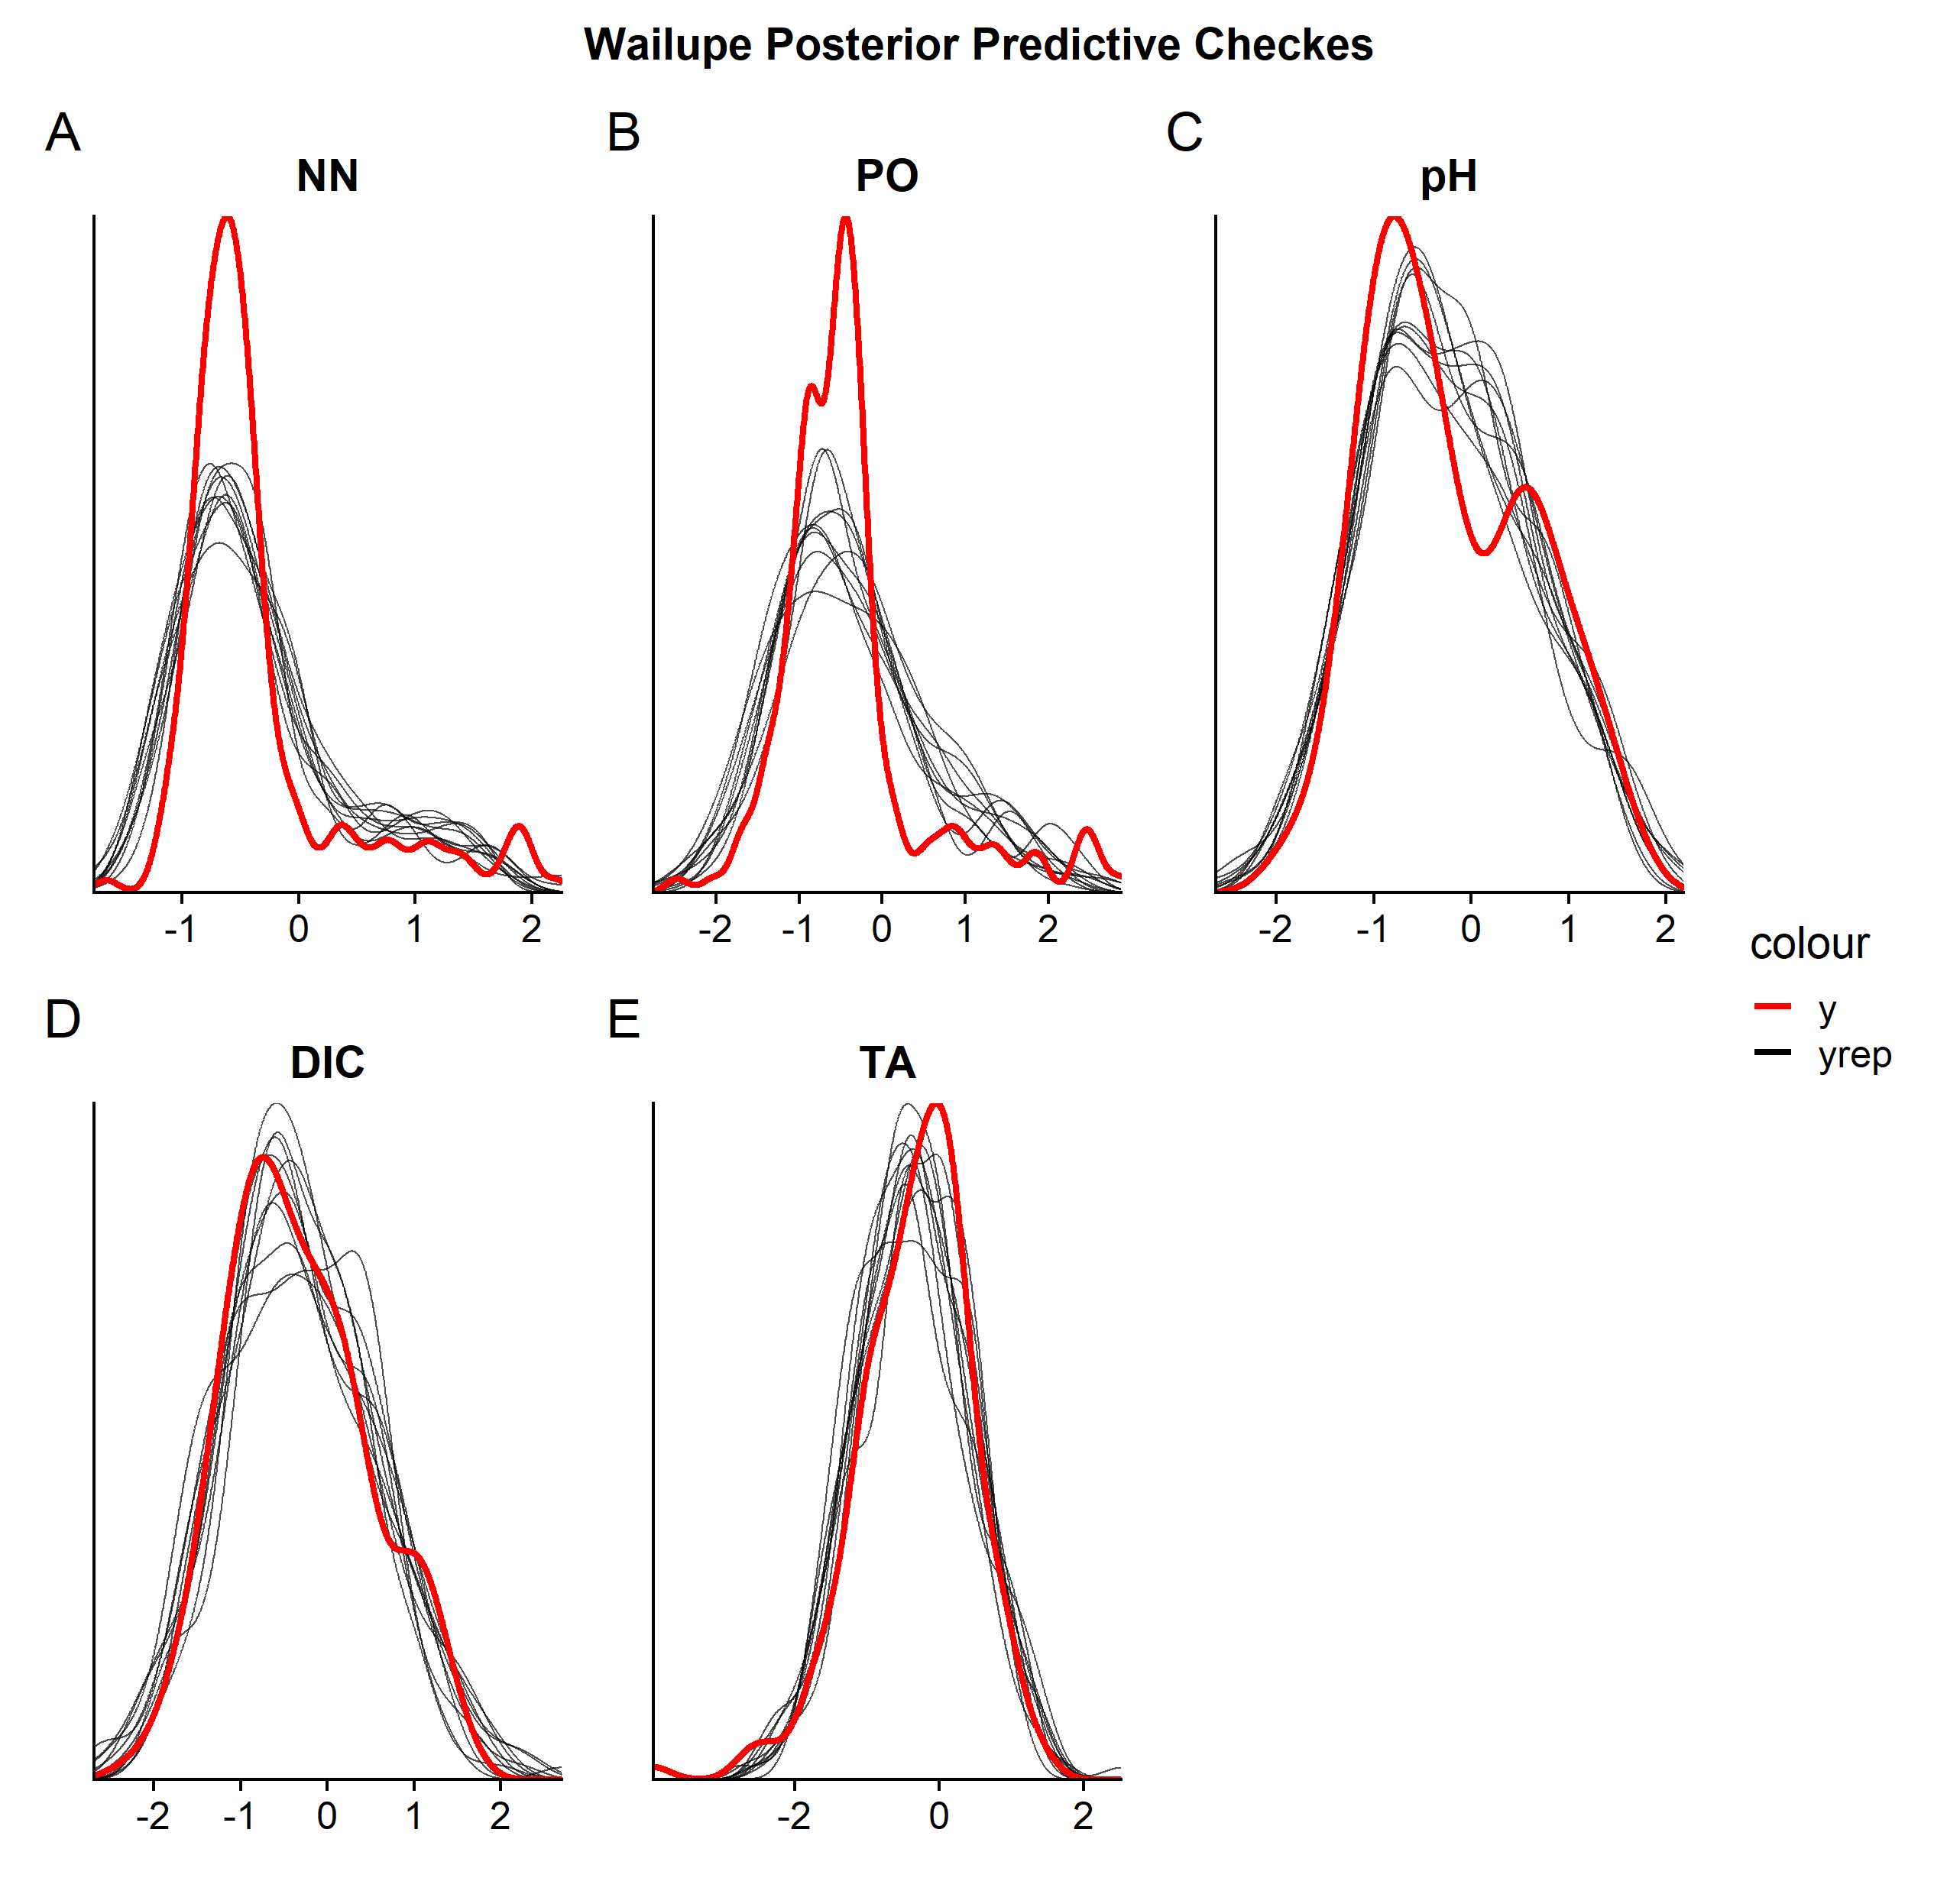 Wailupe Posterior Predictive Checkes
A B C
NN PO pH
-1 0 1 2 -2 -1 0 1 2 -2 -1 0 1 2
colour
y
yrep
D E
DIC TA
-2 -1 0 1 2 -2 0 2